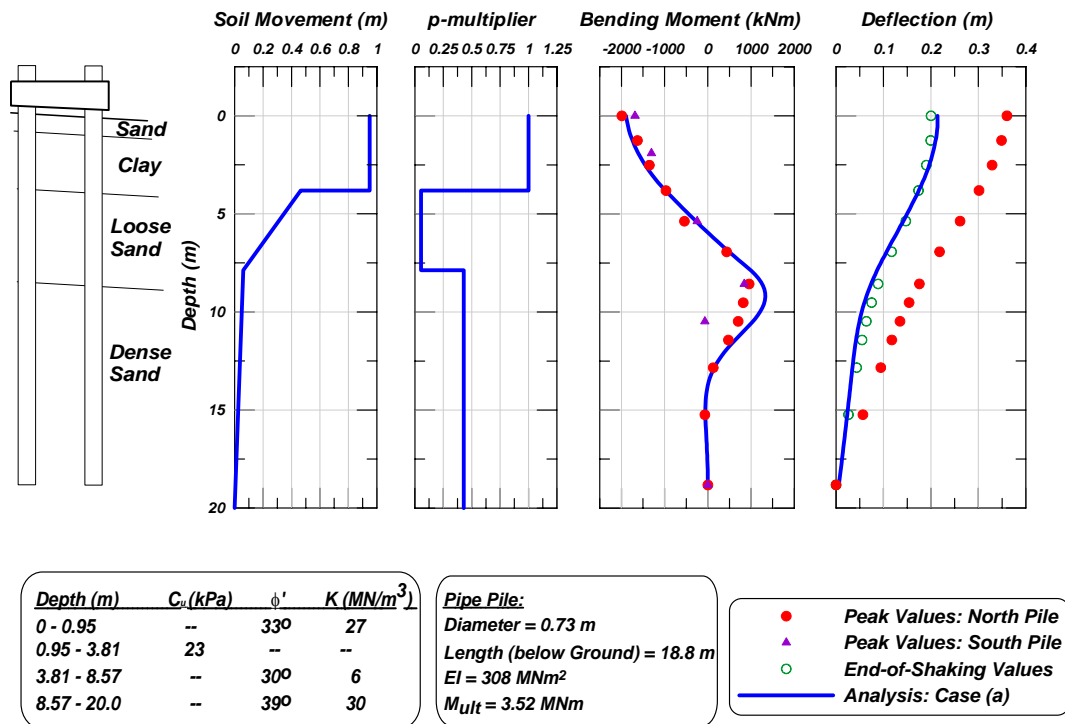 Soil Movement (m)
0 0.2 0.4 0.6 0.8 1
p-multiplier
0 0.25 0.5 0.75 1 1.25
Bending Moment (kNm)
-2000 -1000 0 1000 2000
Deflection (m)
0 0.1 0.2 0.3 0.4
Sand
Clay
Loose
Sand
Dense
Sand
Depth (m)
0
5
10
15
20
Depth (m) Cu(kPa) ϕ' K (MN/m³)
0 - 0.95 -- 33º 27
0.95 - 3.81 23 -- --
3.81 - 8.57 -- 30º 6
8.57 - 20.0 -- 39º 30
Pipe Pile:
Diameter = 0.73 m
Length (below Ground) = 18.8 m
EI = 308 MNm²
Mult = 3.52 MNm
Peak Values: North Pile
Peak Values: South Pile
End-of-Shaking Values
Analysis: Case (a)